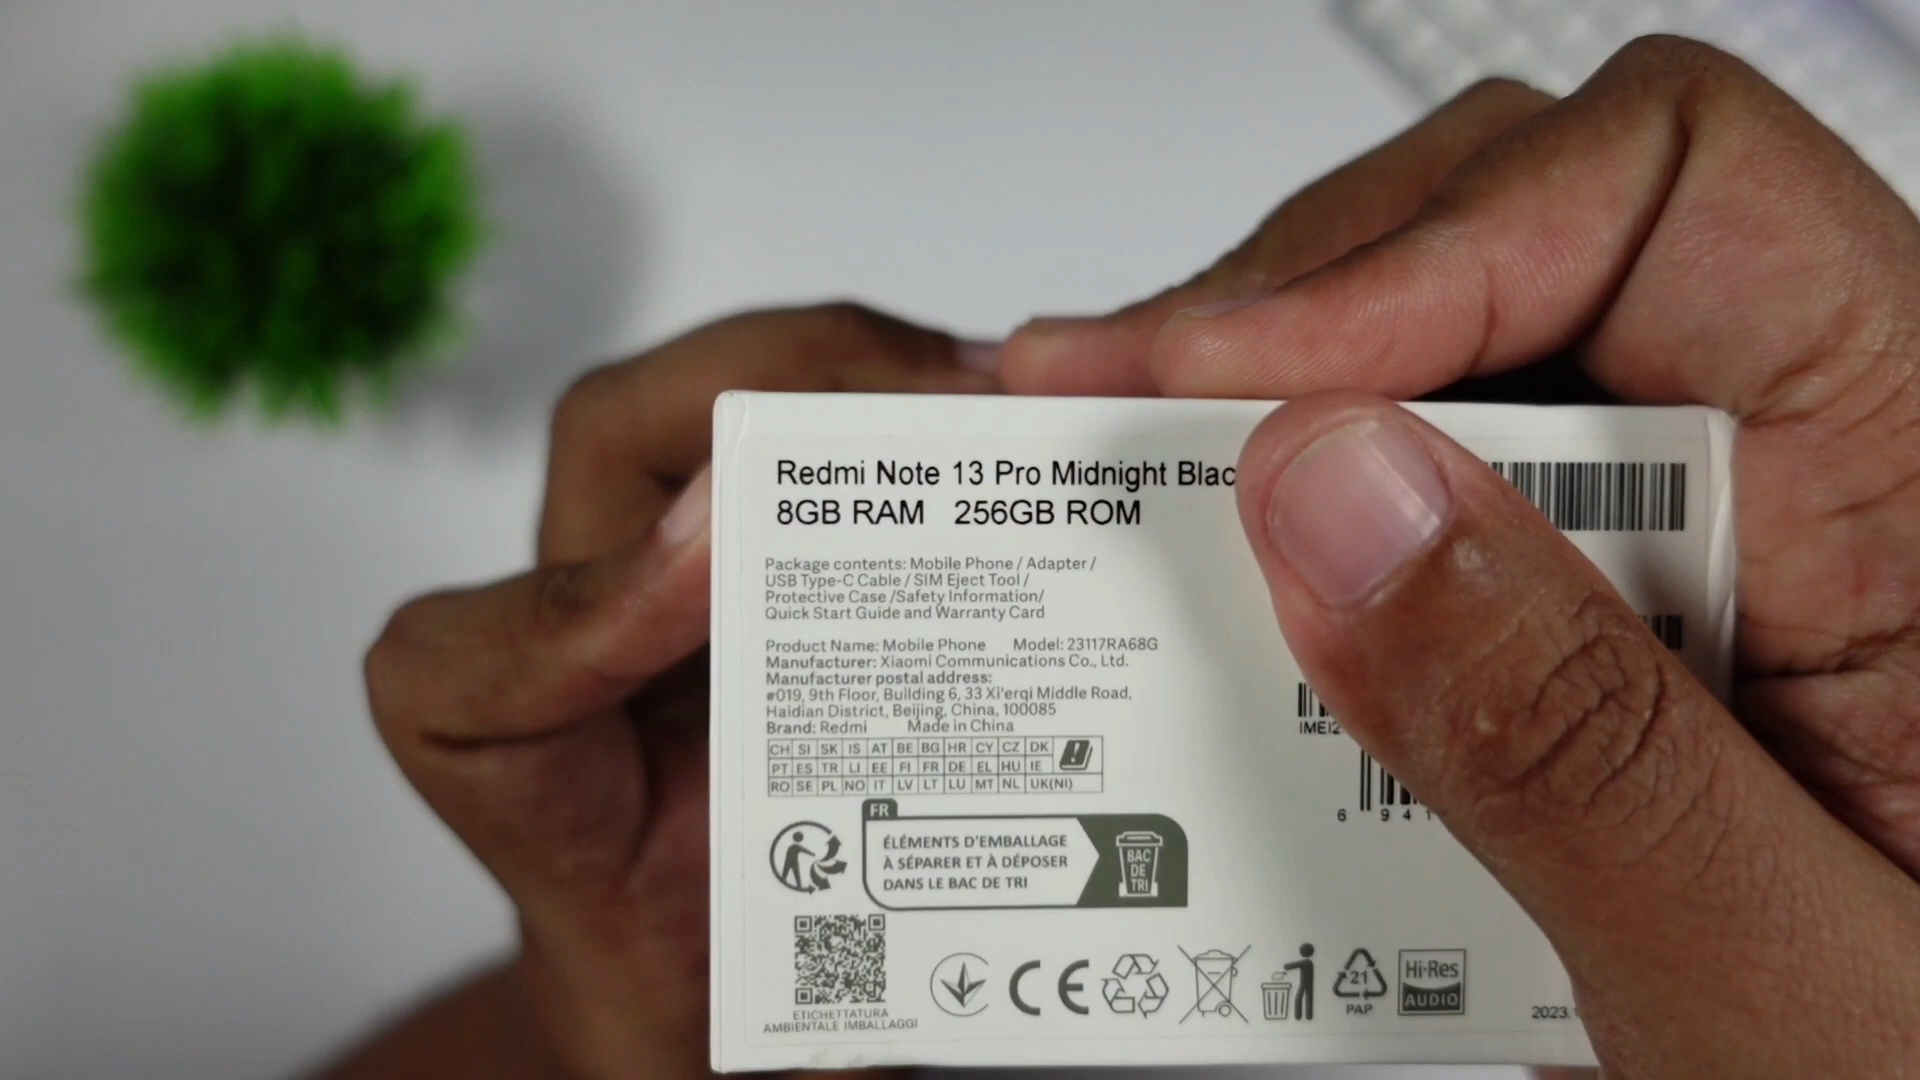 Redmi Note 13 Pro Midnight Blac
8GB RAM 256GB ROM
Package contents: Mobile Phone / Adapter /
USB Type-C Cable / SIM Eject Tool /
Protective Case /Safety Information/
Quick Start Guide and Warranty Card
Product Name: Mobile Phone Model: 23117RA68G
Manufacturer: Xiaomi Communications Co., Ltd.
Manufacturer postal address:
#019, 9th Floor, Building 6, 33 Xi'erqi Middle Road,
Haidian District, Beijing, China, 100085
Brand: Redmi Made in China
CH SI SK IS AT BE BG HR CY CZ DK
PT ES TR LI EE FI FR DE EL HU IE
RO SE PL NO IT LV LT LU MT NL UK(NI)
IMEI2
6 941
FR
ÉLÉMENTS D'EMBALLAGE
À SÉPARER ET À DÉPOSER
DANS LE BAC DE TRI
BAC
DE
TRI
ETICHETTATURA
AMBIENTALE IMBALLAGGI
CE
21
PAP
Hi-Res
AUDIO
2023.